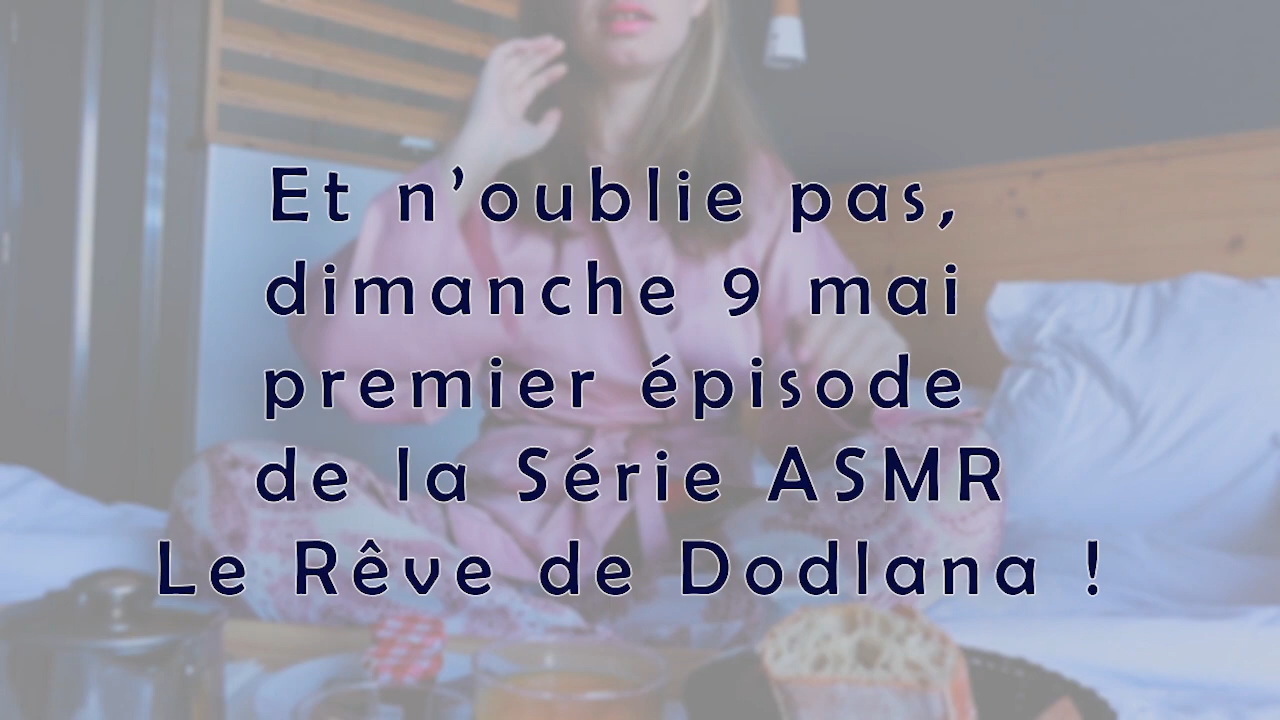 Et n’oublie pas,
dimanche 9 mai
premier épisode
de la Série ASMR
Le Rêve de Dodlana !